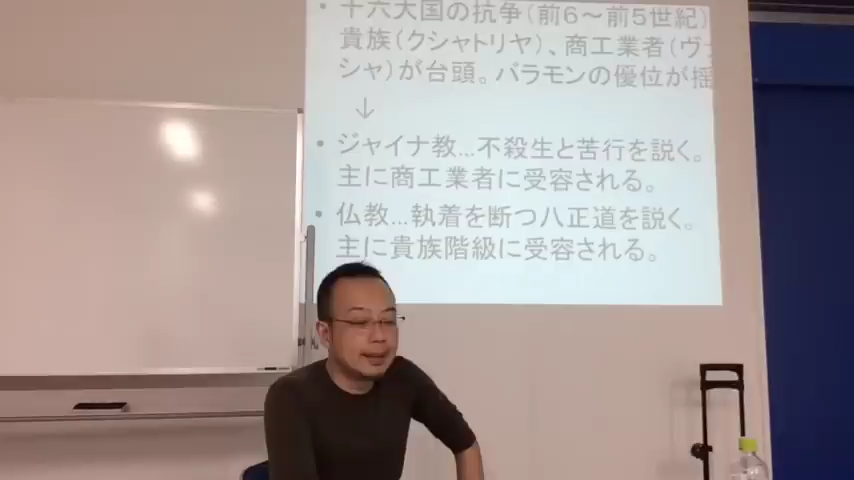 ・十六大国の抗争（前６～前５世紀）
貴族（クシャトリヤ）、商工業者（ヴァ
シャ）が台頭。バラモンの優位が揺
↓
・ジャイナ教…不殺生と苦行を説く。
主に商工業者に受容される。
・仏教…執着を断つ八正道を説く。
主に貴族階級に受容される。